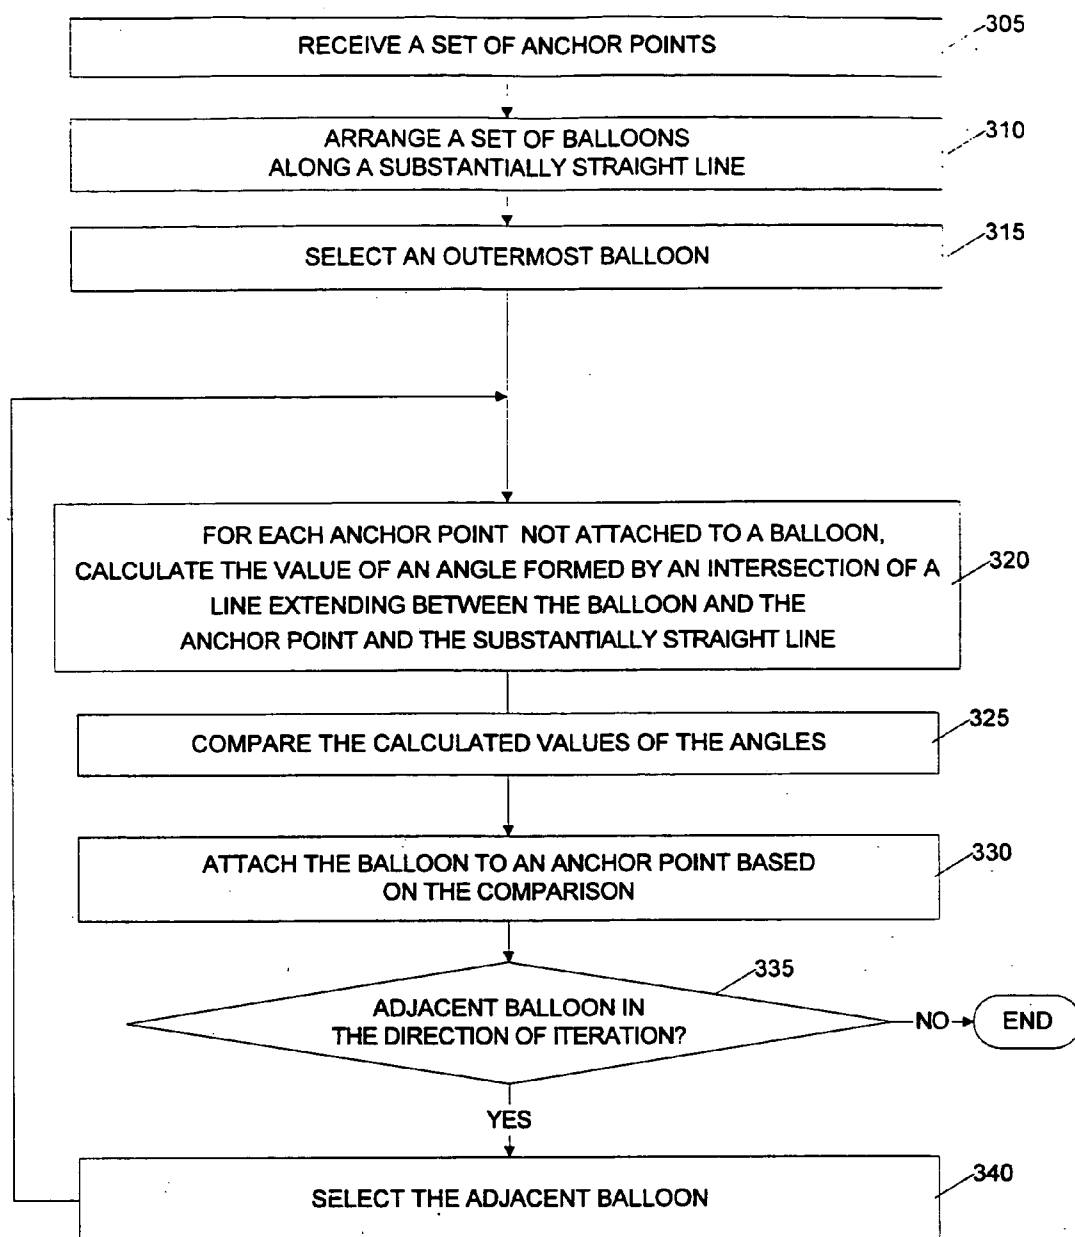 RECEIVE A SET OF ANCHOR POINTS
305
ARRANGE A SET OF BALLOONS
ALONG A SUBSTANTIALLY STRAIGHT LINE
310
SELECT AN OUTERMOST BALLOON
315
FOR EACH ANCHOR POINT NOT ATTACHED TO A BALLOON,
CALCULATE THE VALUE OF AN ANGLE FORMED BY AN INTERSECTION OF A
LINE EXTENDING BETWEEN THE BALLOON AND THE
ANCHOR POINT AND THE SUBSTANTIALLY STRAIGHT LINE
320
COMPARE THE CALCULATED VALUES OF THE ANGLES
325
ATTACH THE BALLOON TO AN ANCHOR POINT BASED
ON THE COMPARISON
330
ADJACENT BALLOON IN
THE DIRECTION OF ITERATION?
335
NO
END
YES
SELECT THE ADJACENT BALLOON
340